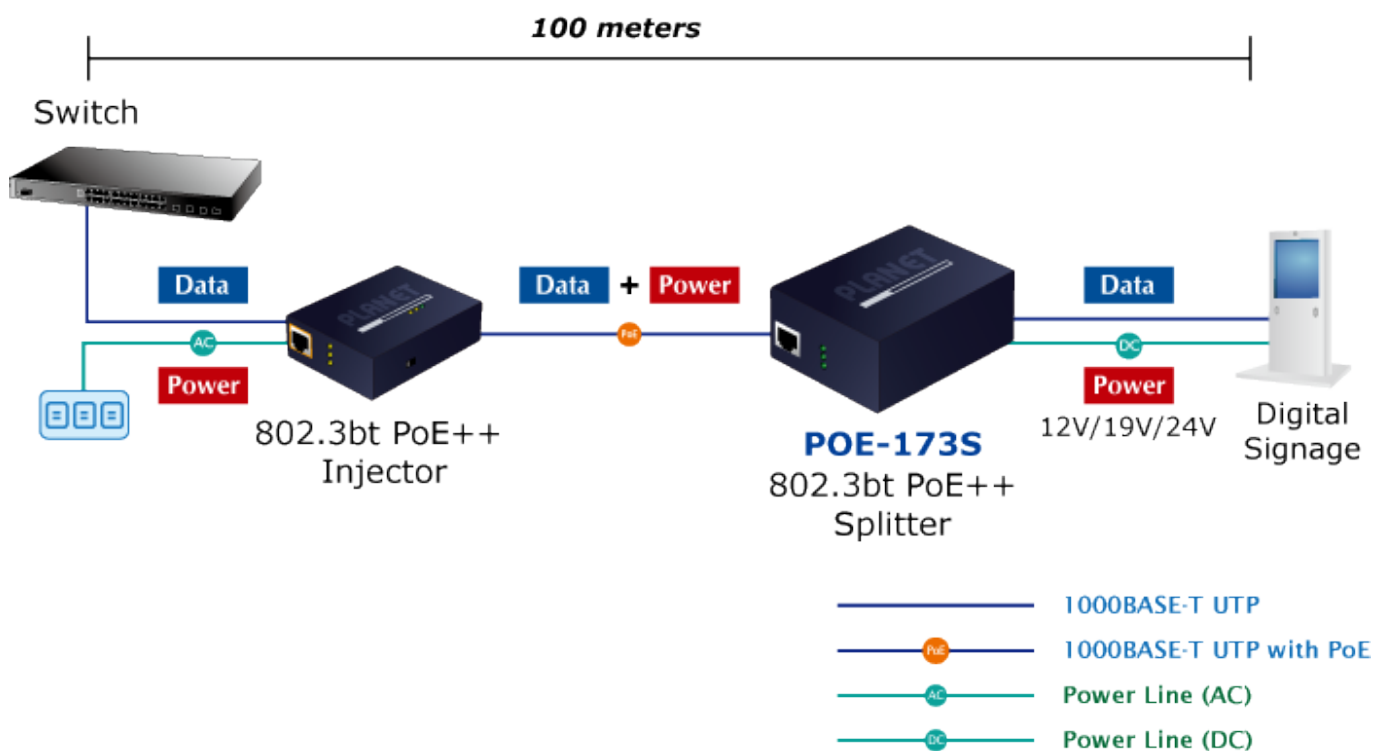 100 meters
Switch
Data
Data + Power
Data
PLANET
PLANET
AC
PoE
DC
Power
Power
12V/19V/24V
802.3bt PoE++
Injector
POE-173S
802.3bt PoE++
Splitter
Digital
Signage
1000BASE-T UTP
PoE
1000BASE-T UTP with PoE
AC
Power Line (AC)
DC
Power Line (DC)